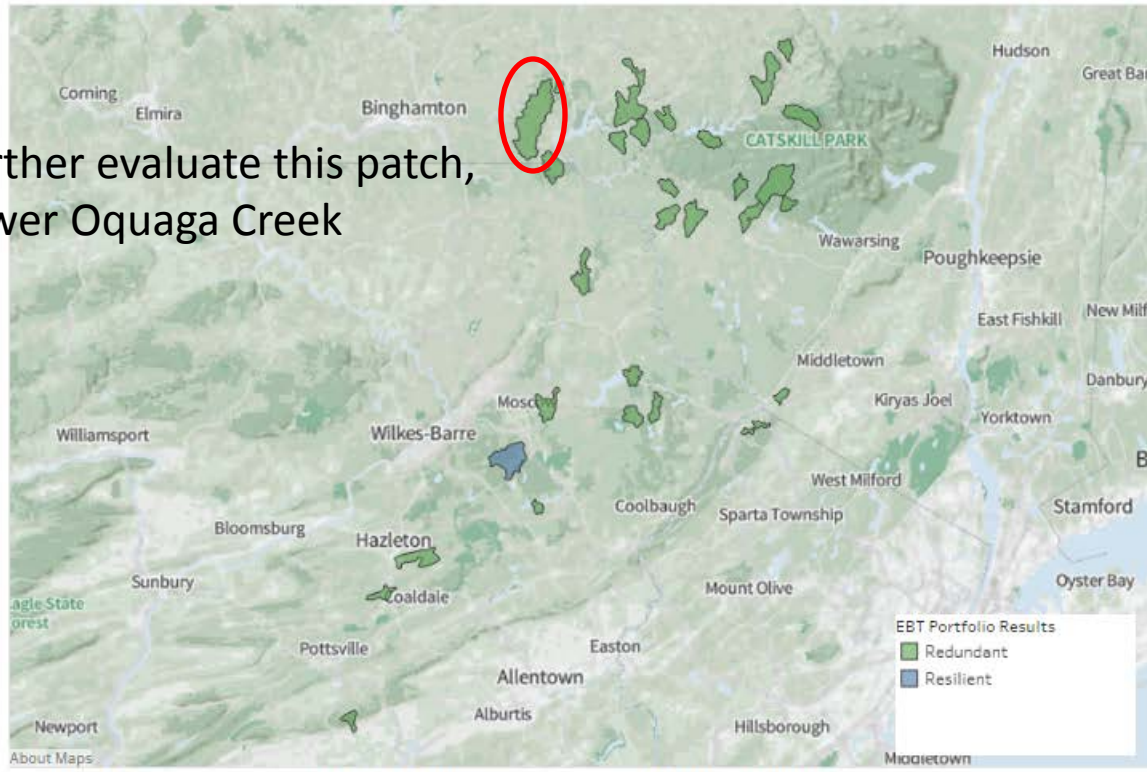 Hudson
Great Bar
Corning
Elmira
Binghamton
CATSKILL PARK
rther evaluate this patch,
wer Oquaga Creek
Wawarsing
Poughkeepsie
East Fishkill
New Milf
Middletown
Danbury
Kiryas Joel
Yorktown
Mosc
Williamsport
Wilkes-Barre
B
West Milford
Coolbaugh
Sparta Township
Stamford
Bloomsburg
Hazleton
Sunbury
Coaldale
Mount Olive
Oyster Bay
agle State
orest
EBT Portfolio Results
Redundant
Resilient
Pottsville
Easton
Allentown
Alburtis
Newport
Hillsborough
About Maps
Middletown